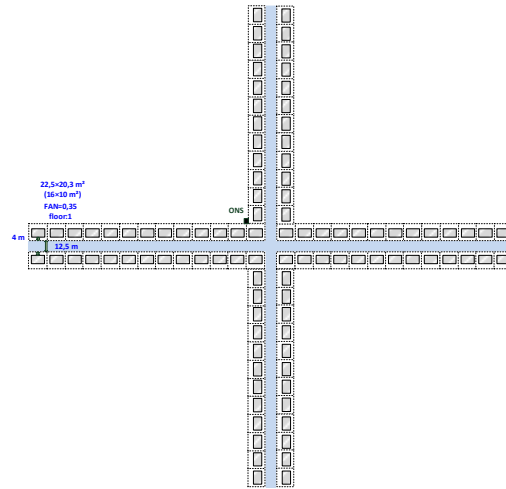 22,5×20,3 m²
(16×10 m²)
FAN=0,35
floor:1
ONS
4 m
12,5 m